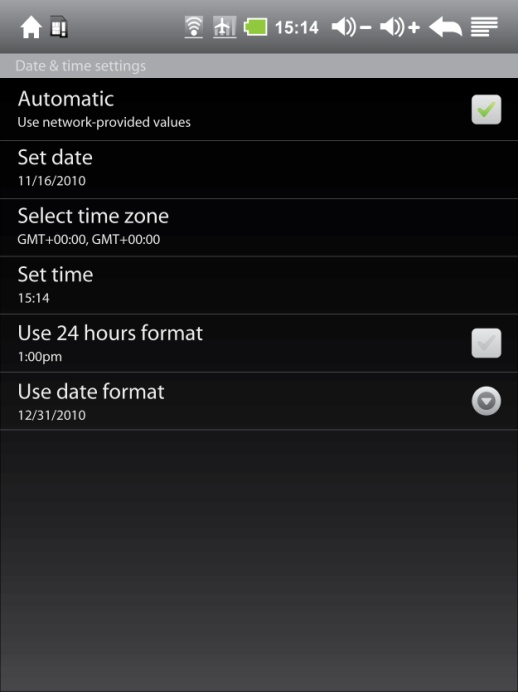 15:14
Date & time settings
Automatic
Use network-provided values
Set date
11/16/2010
Select time zone
GMT+00:00, GMT+00:00
Set time
15:14
Use 24 hours format
1:00pm
Use date format
12/31/2010